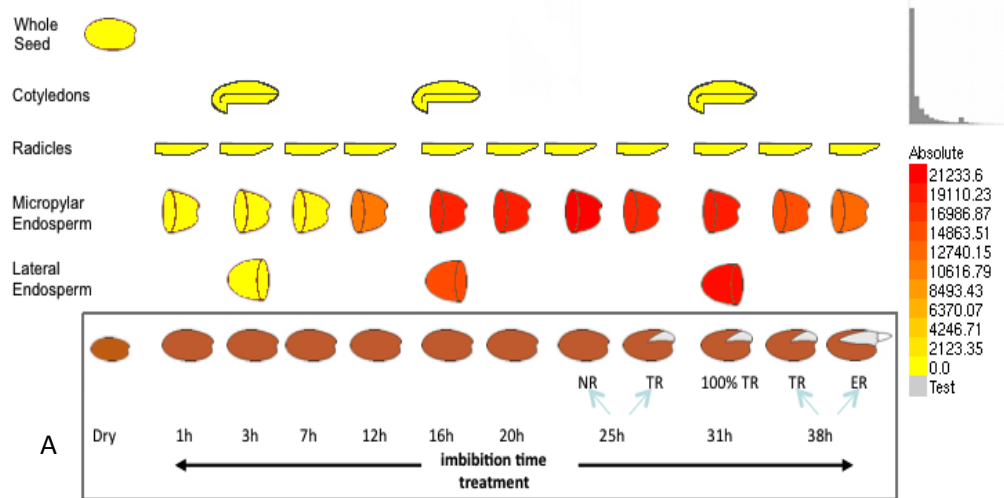 Whole
Seed
Cotyledons
Radicles
Micropylar
Endosperm
Lateral
Endosperm
Absolute
21233.6
19110.23
16986.87
14863.51
12740.15
10616.79
8493.43
6370.07
4246.71
2123.35
0.0
Test
NR TR 100% TR TR ER
A Dry 1h 3h 7h 12h 16h 20h 25h 31h 38h
imbibition time
treatment